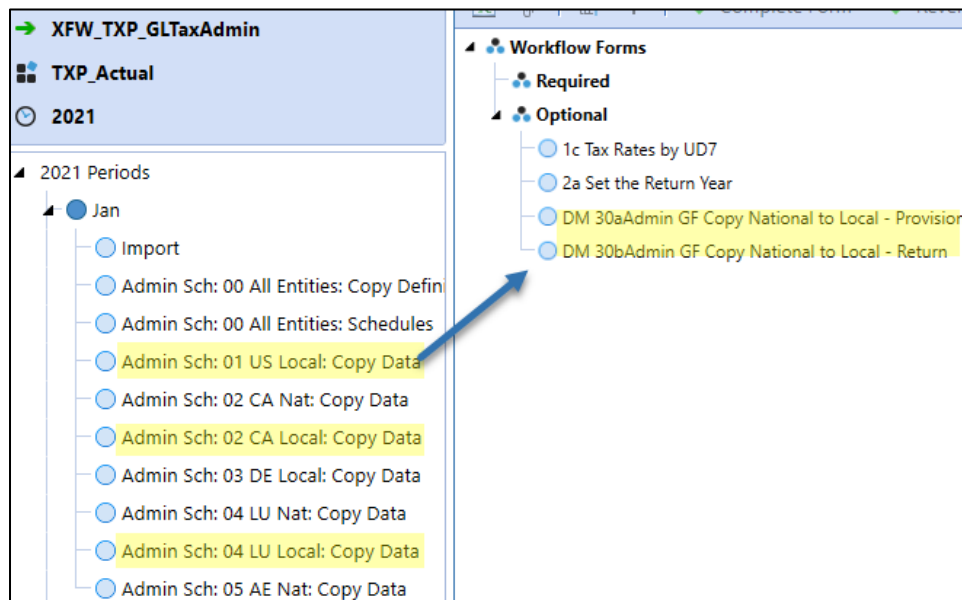 XFW_TXP_GLTaxAdmin
TXP_Actual
2021
2021 Periods
Jan
Import
Admin Sch: 00 All Entities: Copy Defini
Admin Sch: 00 All Entities: Schedules
Admin Sch: 01 US Local: Copy Data
Admin Sch: 02 CA Nat: Copy Data
Admin Sch: 02 CA Local: Copy Data
Admin Sch: 03 DE Local: Copy Data
Admin Sch: 04 LU Nat: Copy Data
Admin Sch: 04 LU Local: Copy Data
Admin Sch: 05 AE Nat: Copy Data
Complete Form
Workflow Forms
Required
Optional
1c Tax Rates by UD7
2a Set the Return Year
DM 30aAdmin GF Copy National to Local - Provision
DM 30bAdmin GF Copy National to Local - Return